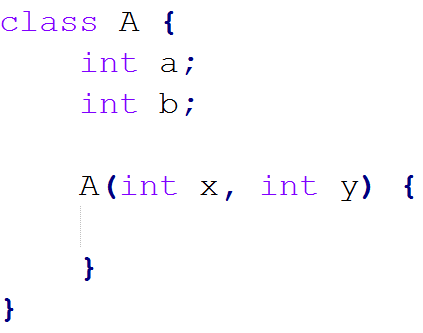 class A {
    int a;
    int b;

    A(int x, int y) {

    }
}